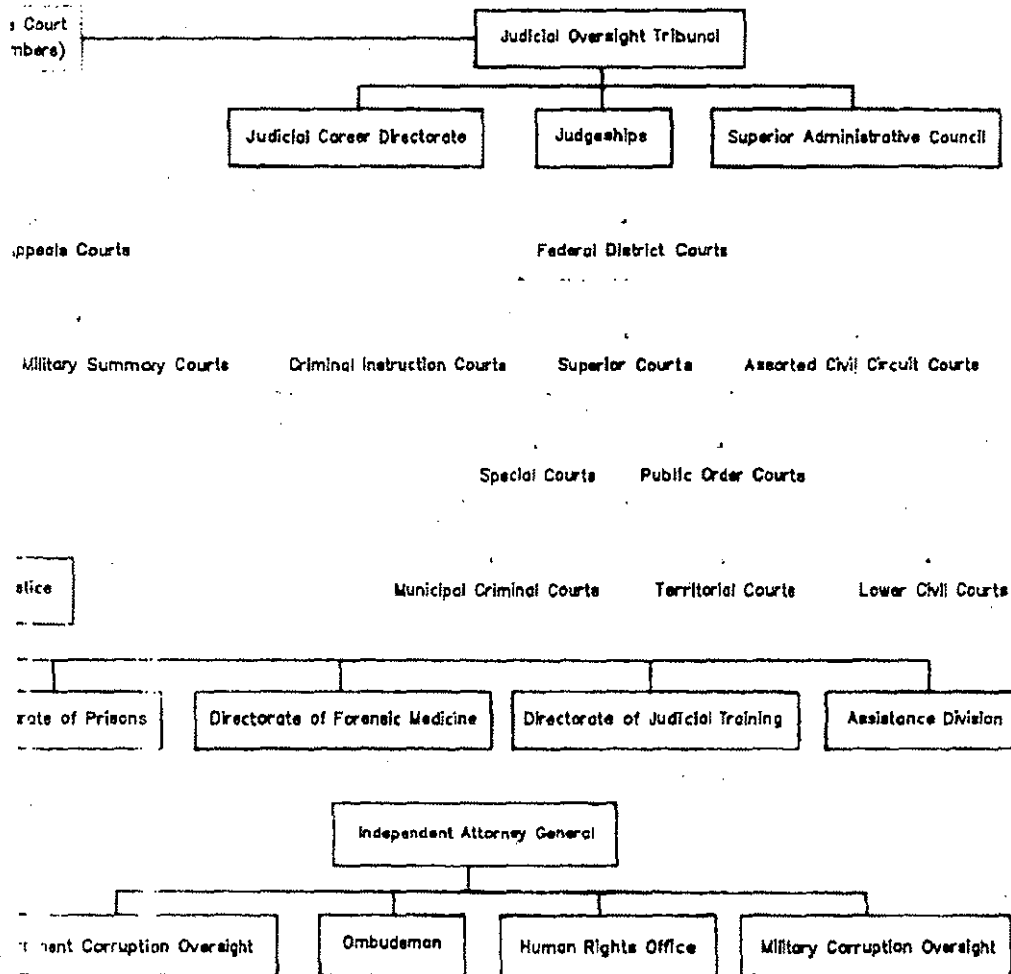 Court
Judicial Oversight Tribunal
Judicial Career Directorate
Judgeships
Superior Administrative Council
Courts
Federal District Courts
Military Summary Courts
Criminal Instruction Courts
Superior Courts
Assorted Civil Circuit Courts
Special Courts
Public Order Courts
Municipal Criminal Courts
Territorial Courts
Lower Civil Courts
of Prisons
Directorate of Forensic Medicine
Directorate of Judicial Training
Assistance Division
Independent Attorney General
Corruption Oversight
Ombudsman
Human Rights Office
Military Corruption Oversight